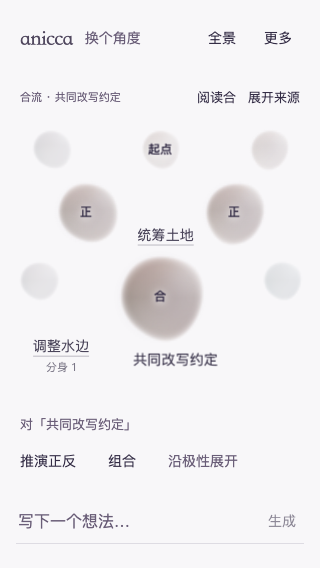 anicca 换个角度 全景 更多
合流 · 共同改写约定 阅读合 展开来源
起点
正 正
统筹土地
合
调整水边
分身 1
共同改写约定
对「共同改写约定」
推演正反 组合 沿极性展开
写下一个想法... 生成